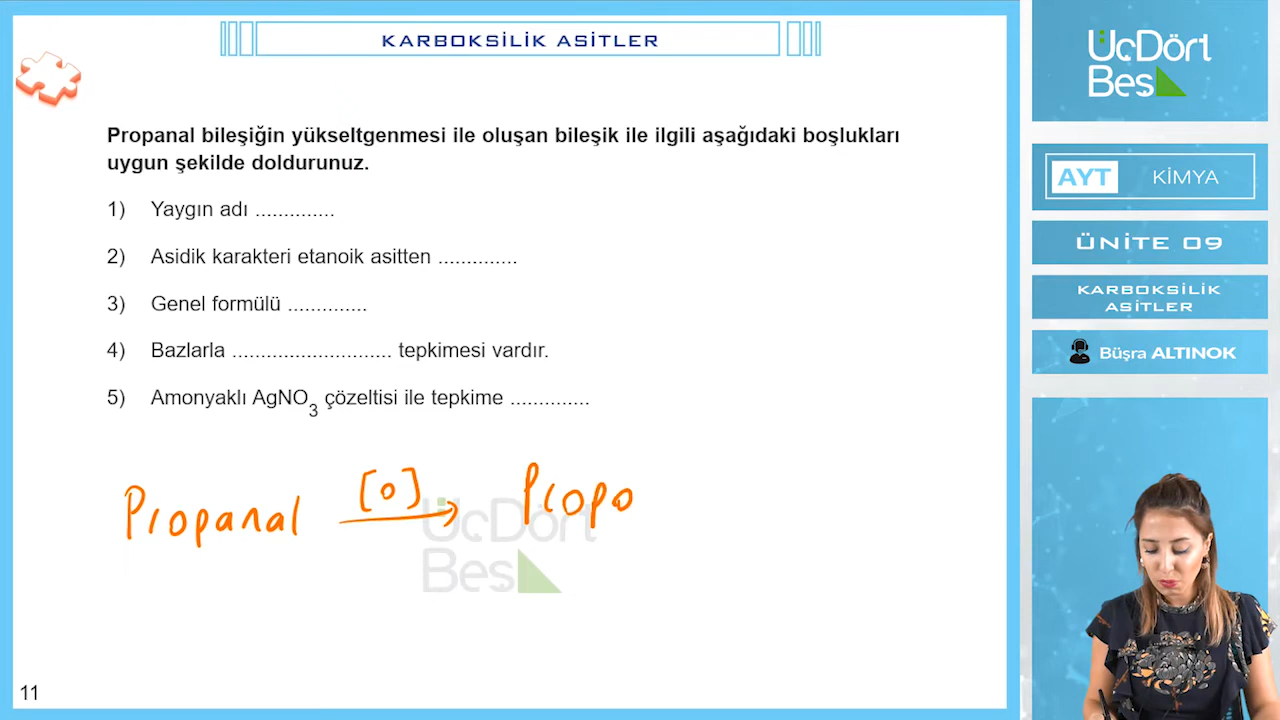 KARBOKSİLİK ASİTLER
Propanal bileşiğin yükseltgenmesi ile oluşan bileşik ile ilgili aşağıdaki boşlukları
uygun şekilde doldurunuz.
1) Yaygın adı ..............
2) Asidik karakteri etanoik asitten ..............
3) Genel formülü ..............
4) Bazlarla ............................ tepkimesi vardır.
5) Amonyaklı AgNO3 çözeltisi ile tepkime ..............
Propanal [O] → Propo
ÜçDört
Beş
11
ÜçDört
Beş
AYT KİMYA
ÜNİTE 09
KARBOKSİLİK
ASİTLER
Büşra ALTINOK